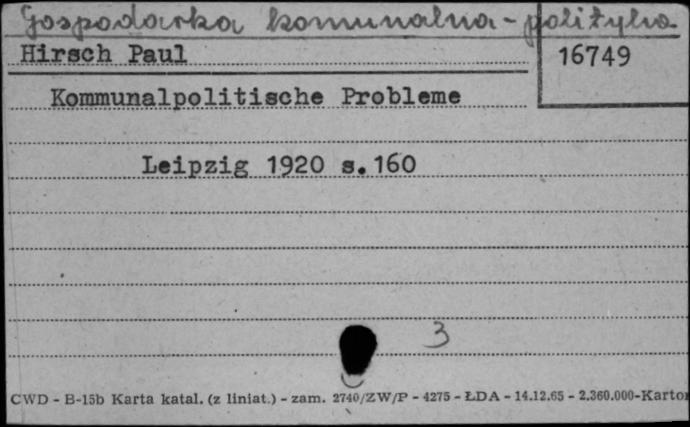 Gospodarka komunalna - polityka
Hirsch Paul
16749
Kommunalpolitische Probleme
Leipzig 1920 s.160
3
CWD - B-15b Karta katal. (z liniat.) - zam. 2740/ZW/P - 4275 - ŁDA - 14.12.65 - 2.360.000-Karto